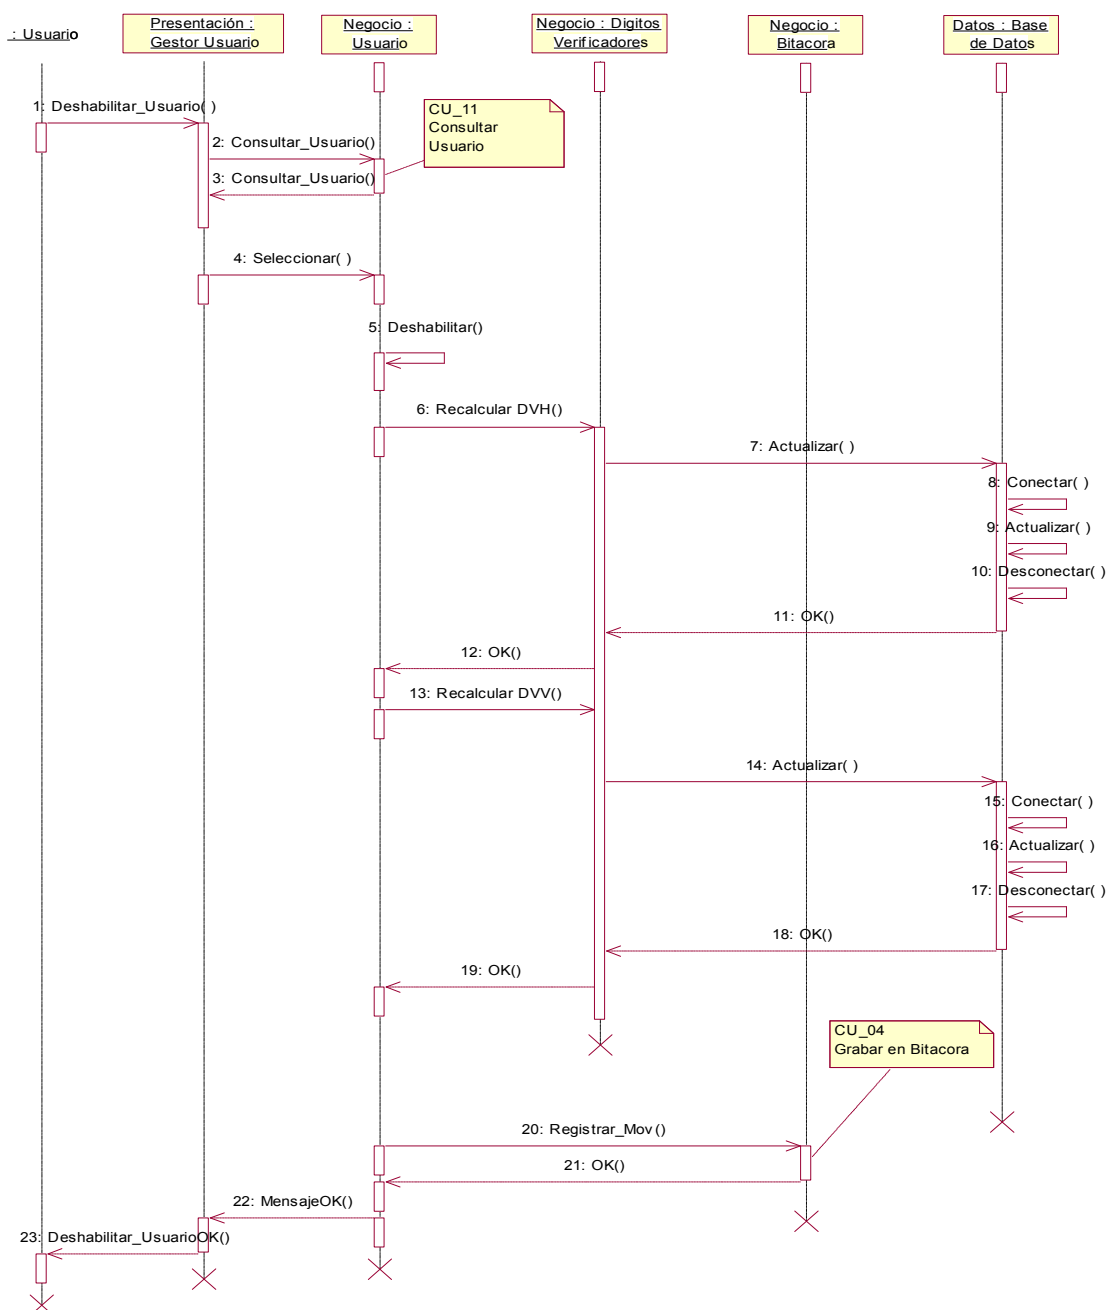 : Usuario
Presentación :
Gestor Usuario
Negocio :
Usuario
Negocio : Digitos
Verificadores
Negocio :
Bitacora
Datos : Base
de Datos
1: Deshabilitar_Usuario( )
CU_11
Consultar
Usuario
2: Consultar_Usuario()
3: Consultar_Usuario()
4: Seleccionar( )
5: Deshabilitar()
6: Recalcular DVH()
7: Actualizar( )
8: Conectar( )
9: Actualizar( )
10: Desconectar( )
11: OK()
12: OK()
13: Recalcular DVV()
14: Actualizar( )
15: Conectar( )
16: Actualizar( )
17: Desconectar( )
18: OK()
19: OK()
CU_04
Grabar en Bitacora
20: Registrar_Mov()
21: OK()
22: MensajeOK()
23: Deshabilitar_UsuarioOK()